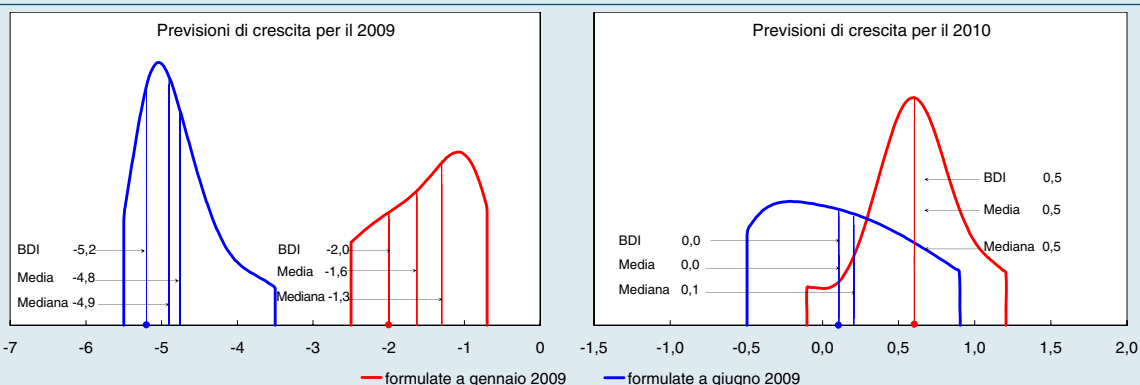 Previsioni di crescita per il 2009
BDI -5,2
Media -4,8
Mediana -4,9
BDI -2,0
Media -1,6
Mediana -1,3
-7 -6 -5 -4 -3 -2 -1 0
Previsioni di crescita per il 2010
BDI 0,5
Media 0,5
Mediana 0,5
BDI 0,0
Media 0,0
Mediana 0,1
-1,5 -1,0 -0,5 0,0 0,5 1,0 1,5 2,0
formulate a gennaio 2009 formulate a giugno 2009